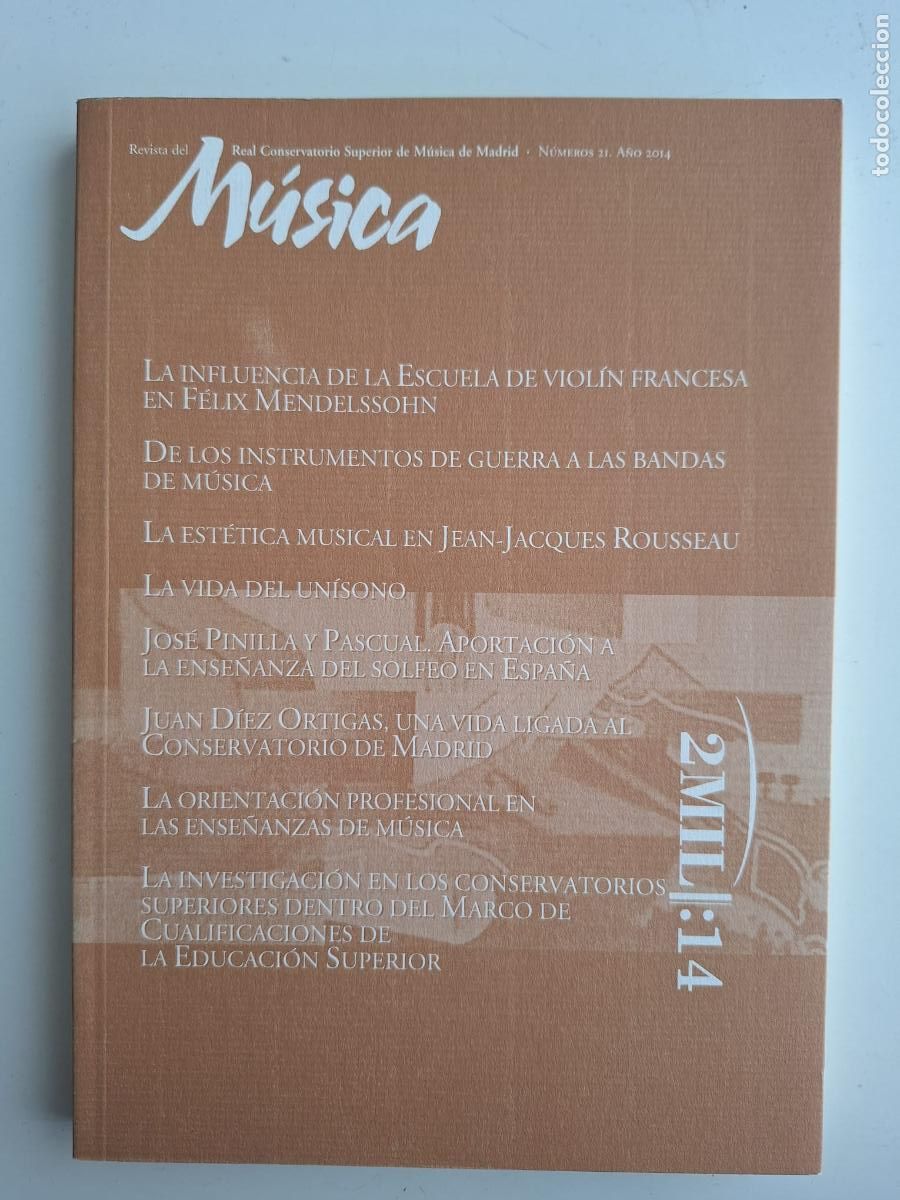 Revista del Real Conservatorio Superior de Música de Madrid · Números 21. Año 2014
Música
La influencia de la Escuela de violín francesa
en Félix Mendelssohn
De los instrumentos de guerra a las bandas
de música
La estética musical en Jean-Jacques Rousseau
La vida del unísono
José Pinilla y Pascual. Aportación a
la enseñanza del solfeo en España
Juan Díez Ortigas, una vida ligada al
Conservatorio de Madrid
La orientación profesional en
las enseñanzas de música
La investigación en los conservatorios
superiores dentro del Marco de
Cualificaciones de
la Educación Superior
2MIL||:14
todocoleccion